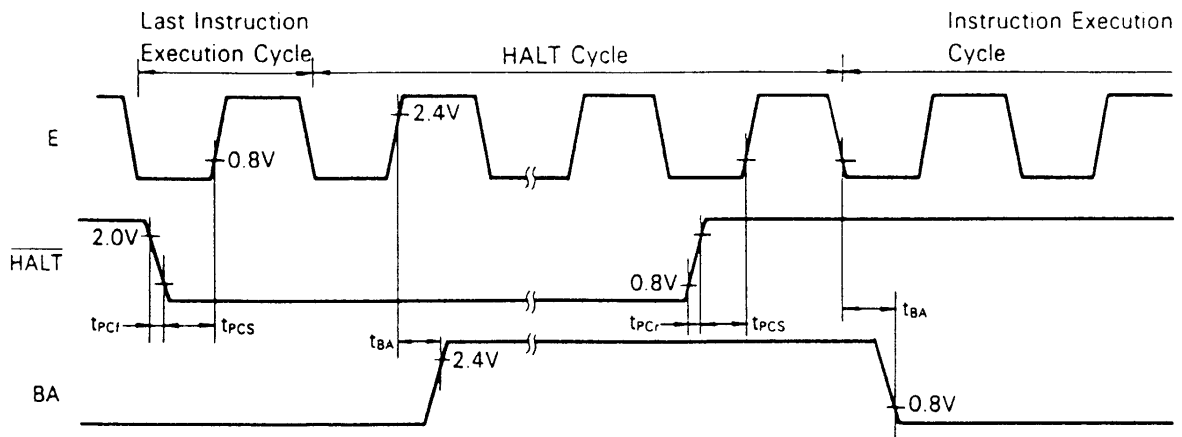 Last Instruction
Execution Cycle
HALT Cycle
Instruction Execution
Cycle
E
2.4V
0.8V
2.0V
HALT
0.8V
tPCf
tPCS
tPCr
tPCS
tBA
tBA
2.4V
BA
0.8V